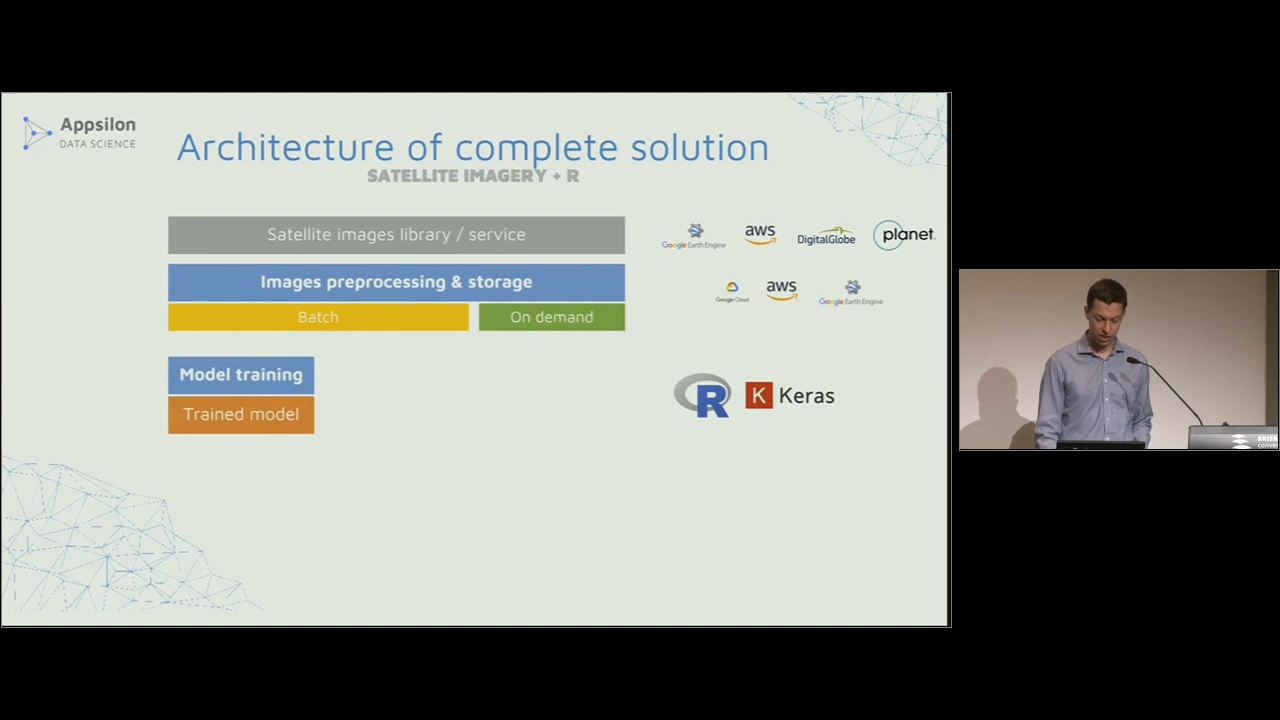 Appsilon
DATA SCIENCE
Architecture of complete solution
SATELLITE IMAGERY + R
Satellite images library / service
Google Earth Engine
aws
DigitalGlobe
planet.
Images preprocessing & storage
Google Cloud
aws
Google Earth Engine
Batch
On demand
Model training
Trained model
R
K Keras